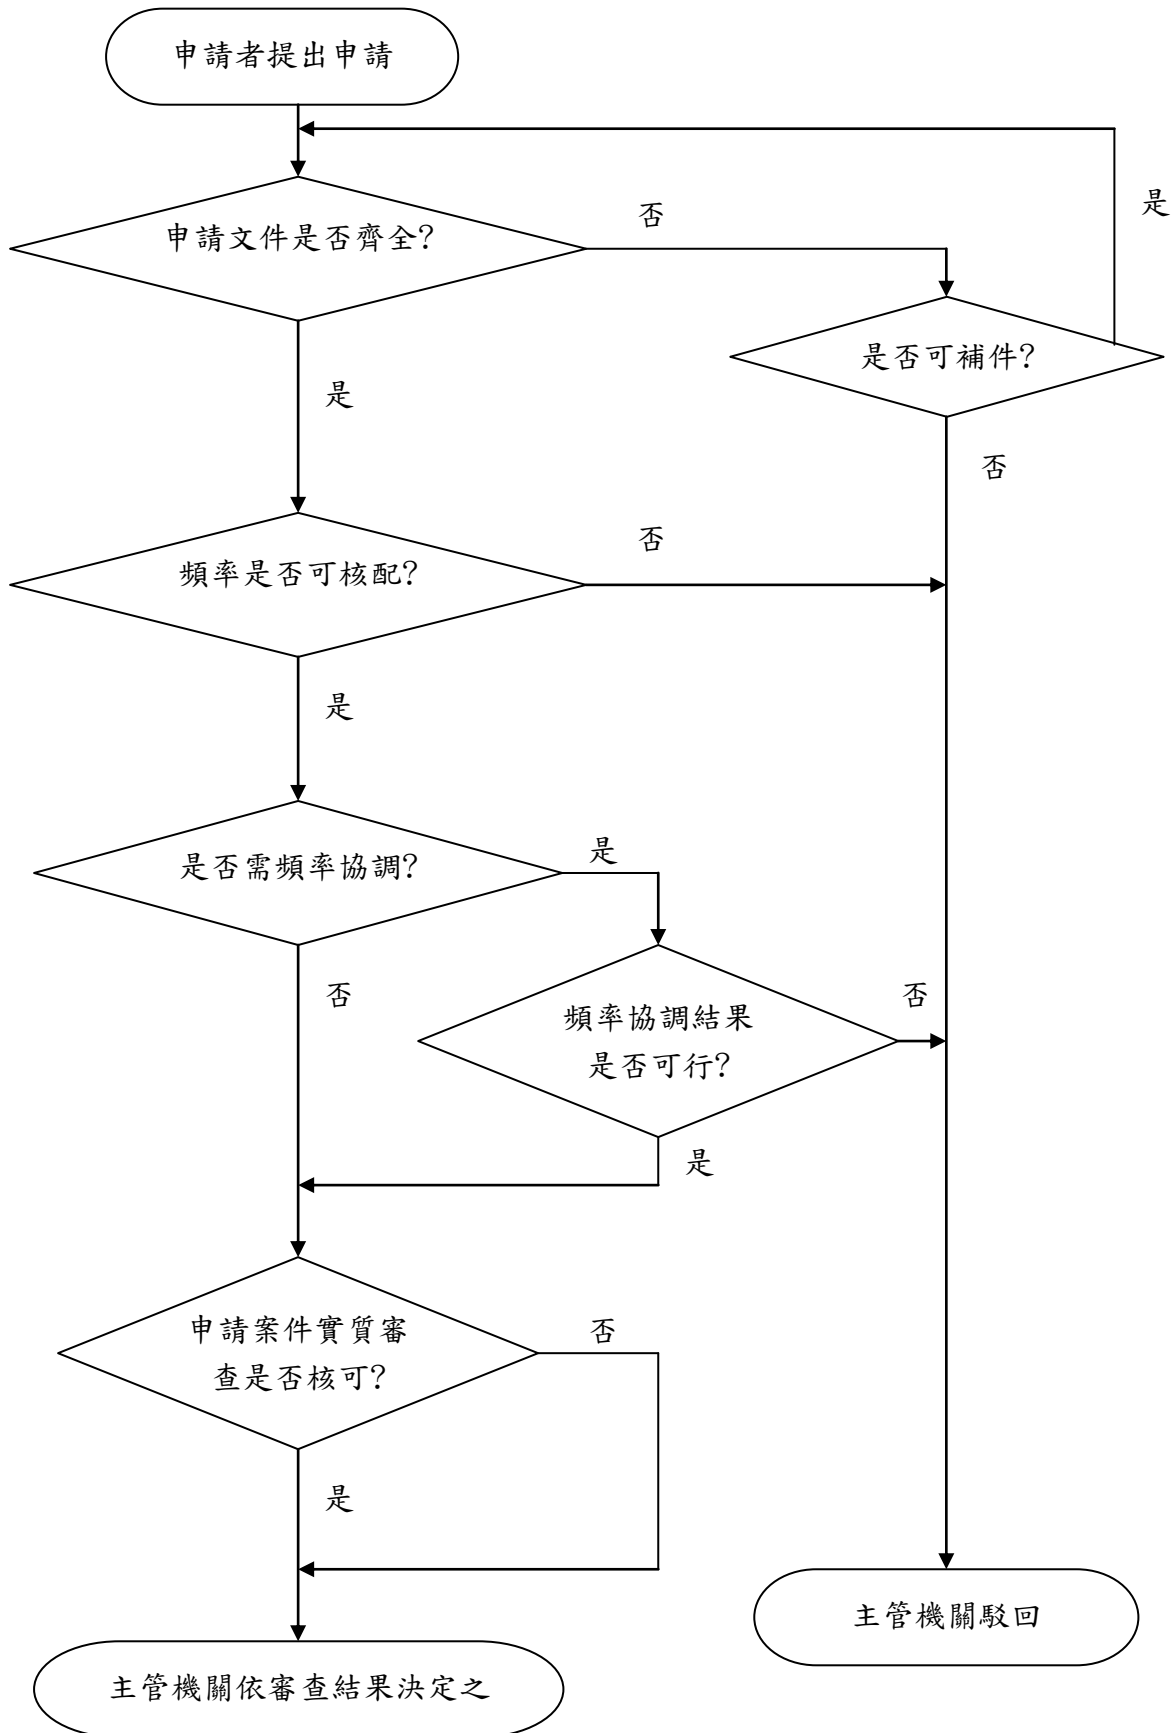 申請者提出申請
是
否
申請文件是否齊全?
是否可補件?
是
否
否
頻率是否可核配?
是
是
是否需頻率協調?
否
否
頻率協調結果
是否可行?
是
申請案件實質審
查是否核可?
否
是
主管機關駁回
主管機關依審查結果決定之